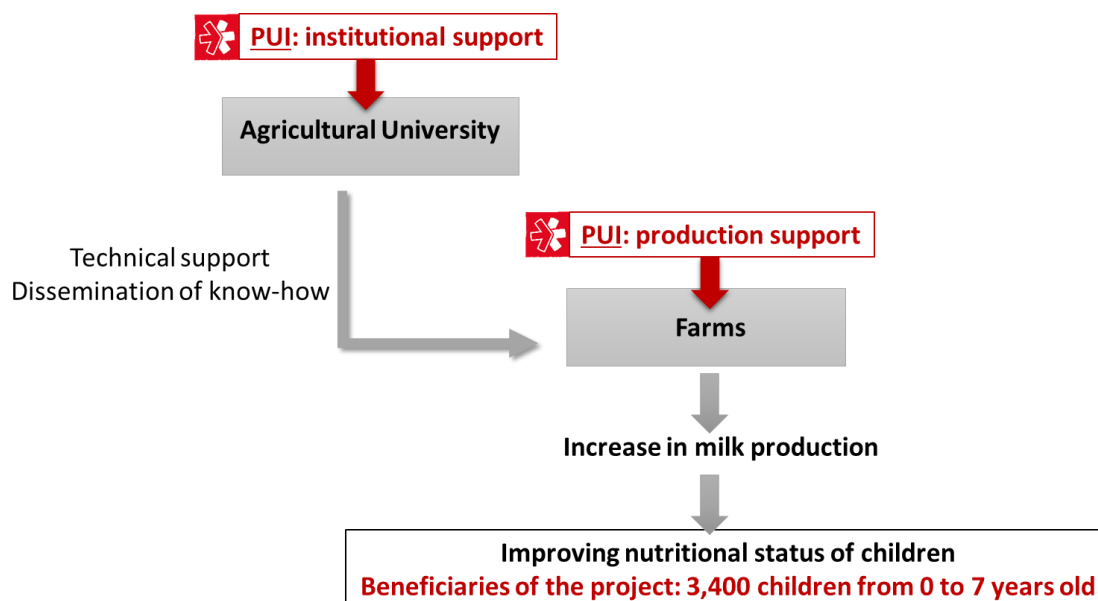 PUI: institutional support
Agricultural University
PUI: production support
Technical support
Dissemination of know-how
Farms
Increase in milk production
Improving nutritional status of children
Beneficiaries of the project: 3,400 children from 0 to 7 years old